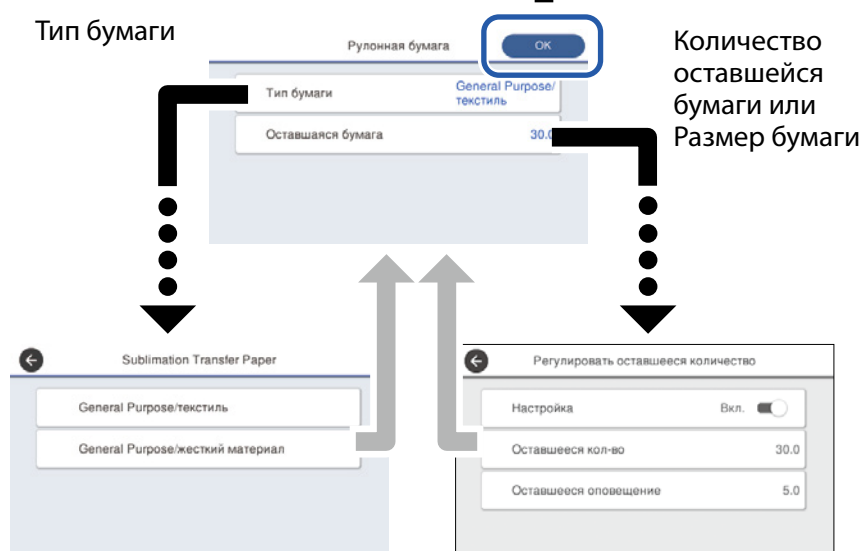 Тип бумаги
Рулонная бумага
OK
Количество
оставшейся
бумаги или
Размер бумаги
Тип бумаги
General Purpose/
текстиль
Оставшаяся бумага
30.0
Sublimation Transfer Paper
General Purpose/текстиль
General Purpose/жесткий материал
Регулировать оставшееся количество
Настройка
Вкл.
Оставшееся кол-во
30.0
Оставшееся оповещение
5.0